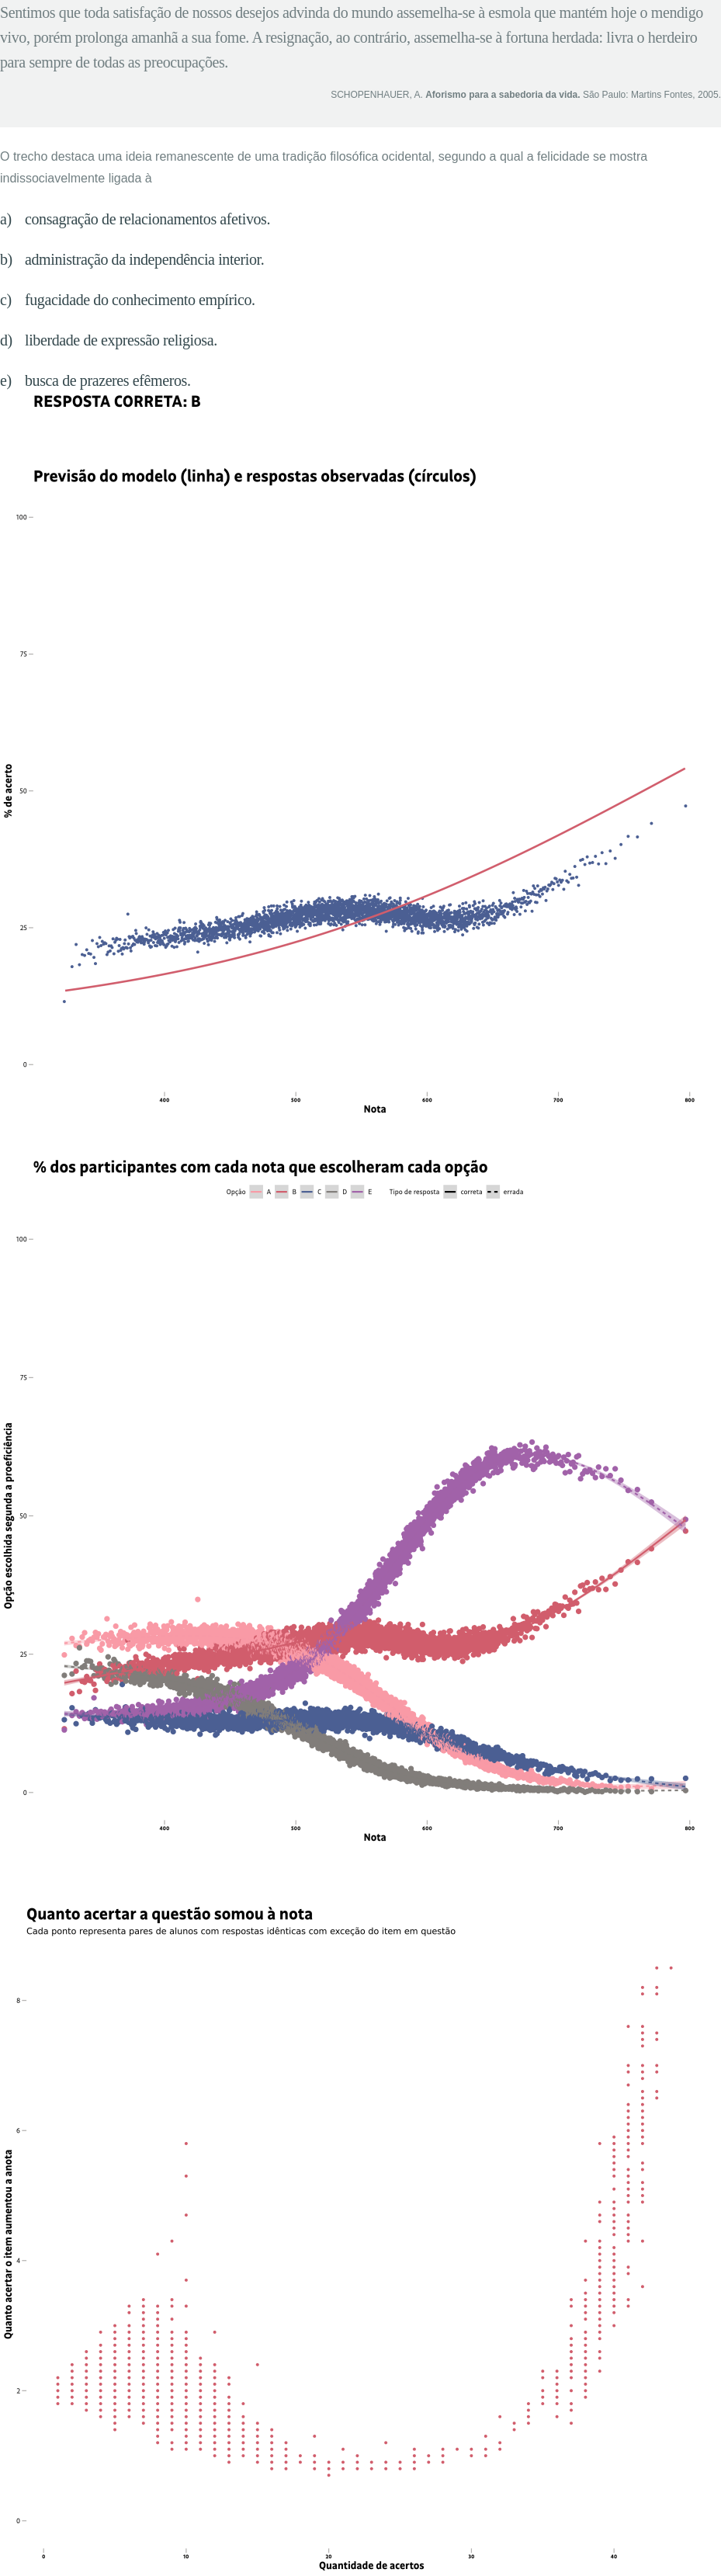 Sentimos que toda satisfação de nossos desejos advinda do mundo assemelha-se à esmola que mantém hoje o mendigo
vivo, porém prolonga amanhã a sua fome. A resignação, ao contrário, assemelha-se à fortuna herdada: livra o herdeiro
para sempre de todas as preocupações.
SCHOPENHAUER, A. Aforismo para a sabedoria da vida. São Paulo: Martins Fontes, 2005.
O trecho destaca uma ideia remanescente de uma tradição filosófica ocidental, segundo a qual a felicidade se mostra
indissociavelmente ligada à
a) consagração de relacionamentos afetivos.
b) administração da independência interior.
c) fugacidade do conhecimento empírico.
d) liberdade de expressão religiosa.
e) busca de prazeres efêmeros.
RESPOSTA CORRETA: B
Previsão do modelo (linha) e respostas observadas (círculos)
100
75
50
25
0
% de acerto
400 500 600 700 800
Nota
% dos participantes com cada nota que escolheram cada opção
Opção A B C D E Tipo de resposta correta errada
100
75
50
25
0
Opção escolhida segunda a proeficiência
400 500 600 700 800
Nota
Quanto acertar a questão somou à nota
Cada ponto representa pares de alunos com respostas idênticas com exceção do item em questão
8
6
4
2
0
Quanto acertar o item aumentou a anota
0 10 20 30 40
Quantidade de acertos